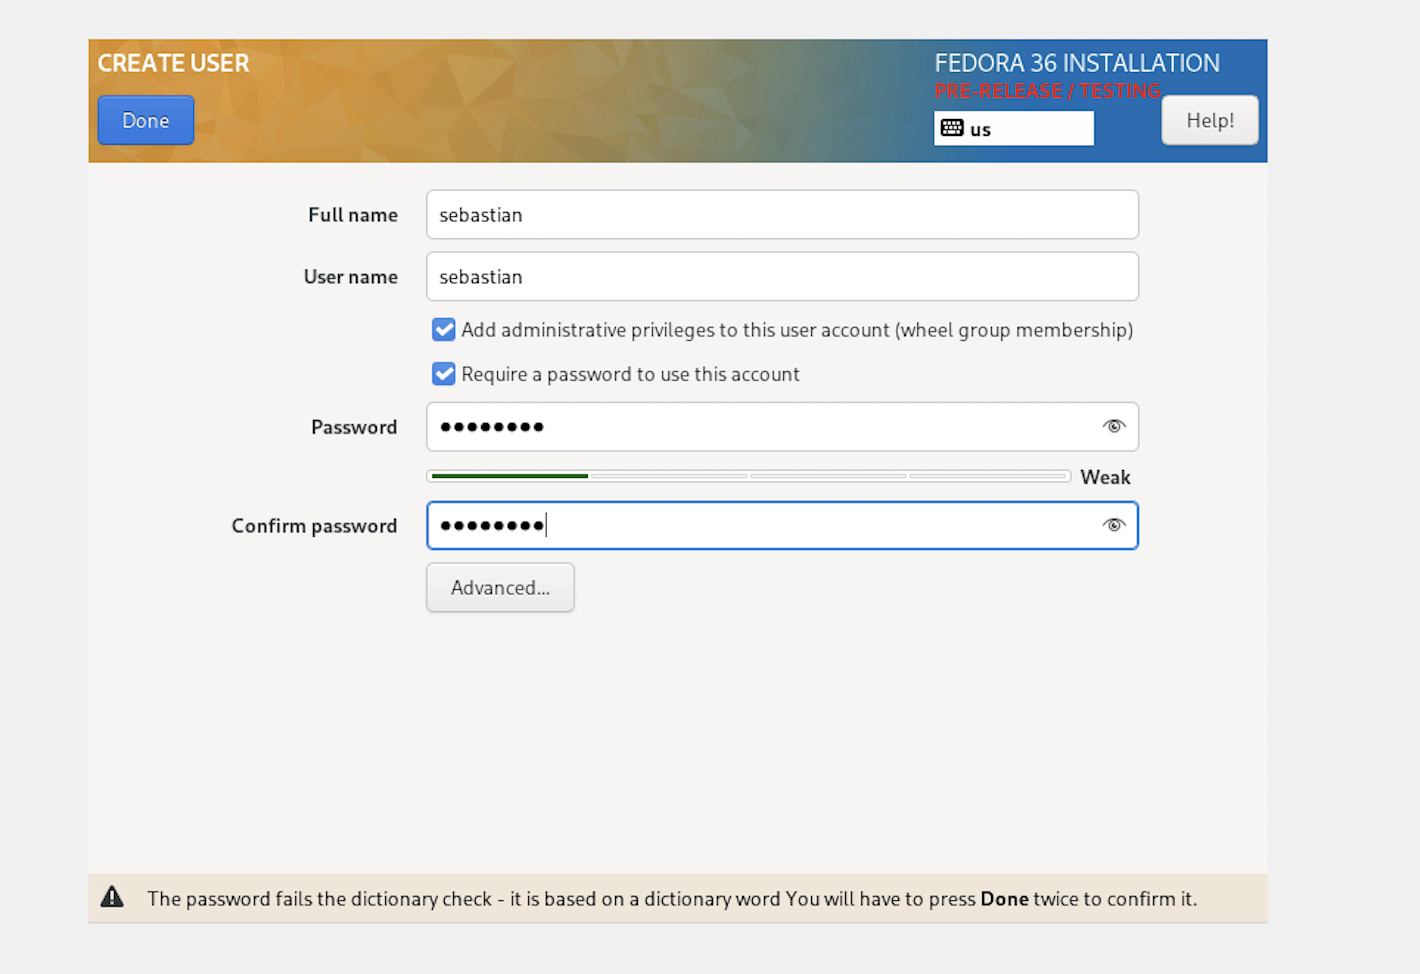 CREATE USER
FEDORA 36 INSTALLATION
PRE-RELEASE / TESTING
Done
us
Help!
Full name
sebastian
User name
sebastian
Add administrative privileges to this user account (wheel group membership)
Require a password to use this account
Password
●●●●●●●●
Weak
Confirm password
●●●●●●●●
Advanced...
The password fails the dictionary check - it is based on a dictionary word You will have to press Done twice to confirm it.